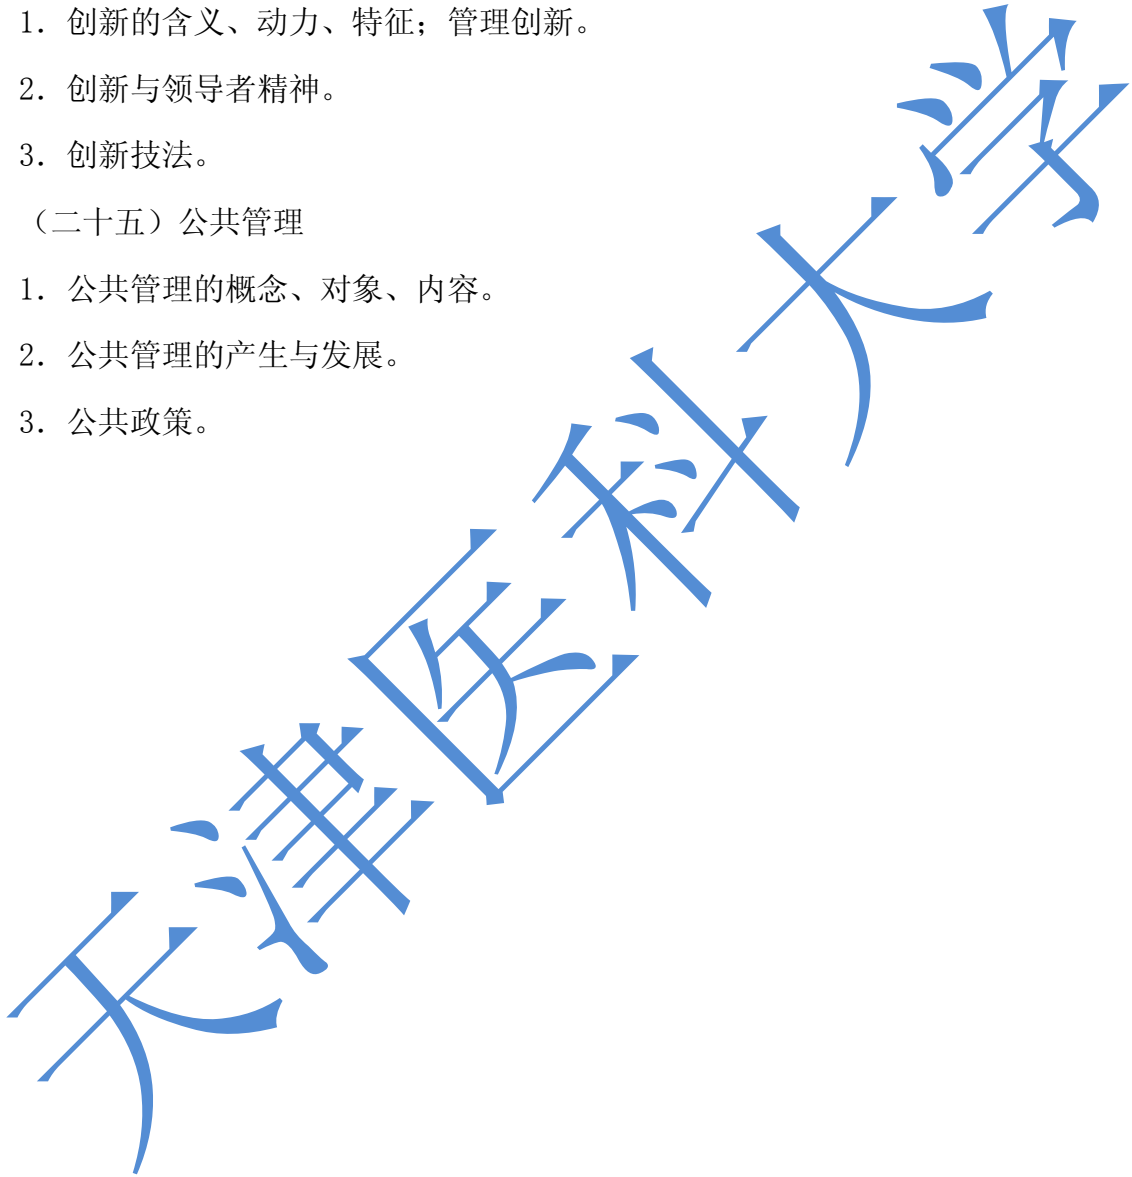 1. 创新的含义、动力、特征；管理创新。
2. 创新与领导者精神。
3. 创新技法。
（二十五）公共管理
1. 公共管理的概念、对象、内容。
2. 公共管理的产生与发展。
3. 公共政策。
天津医科大学